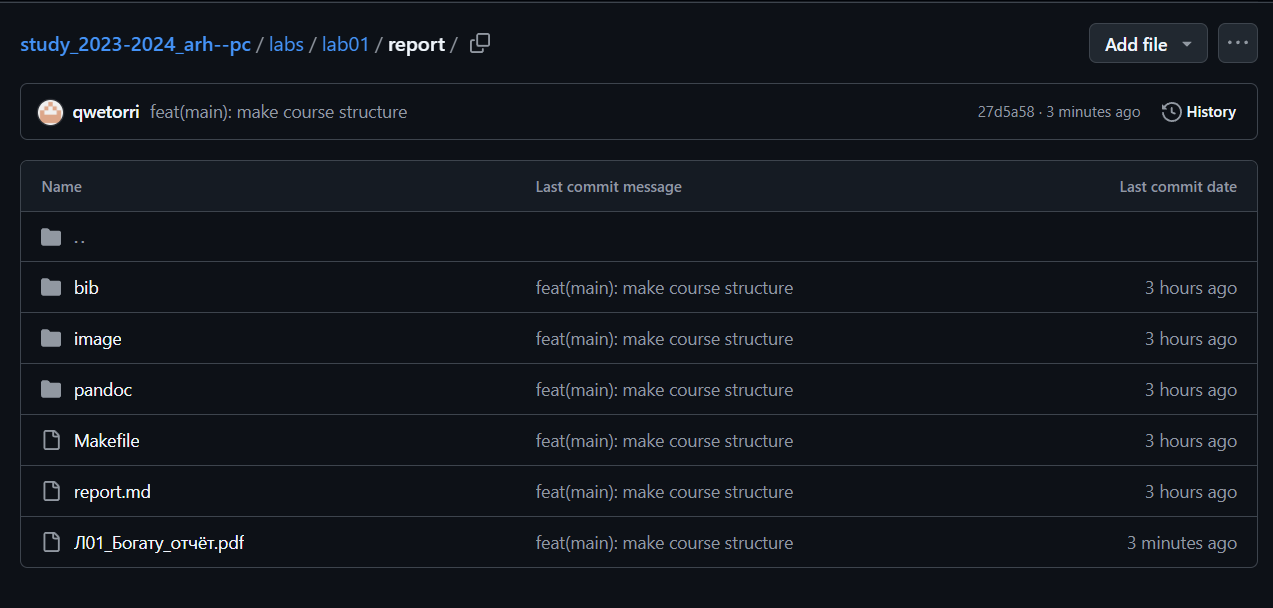 study_2023-2024_arh--pc / labs / lab01 / report / Add file
qwetorri feat(main): make course structure 27d5a58 · 3 minutes ago History
Name Last commit message Last commit date
..
bib feat(main): make course structure 3 hours ago
image feat(main): make course structure 3 hours ago
pandoc feat(main): make course structure 3 hours ago
Makefile feat(main): make course structure 3 hours ago
report.md feat(main): make course structure 3 hours ago
Л01_Богату_отчёт.pdf feat(main): make course structure 3 minutes ago